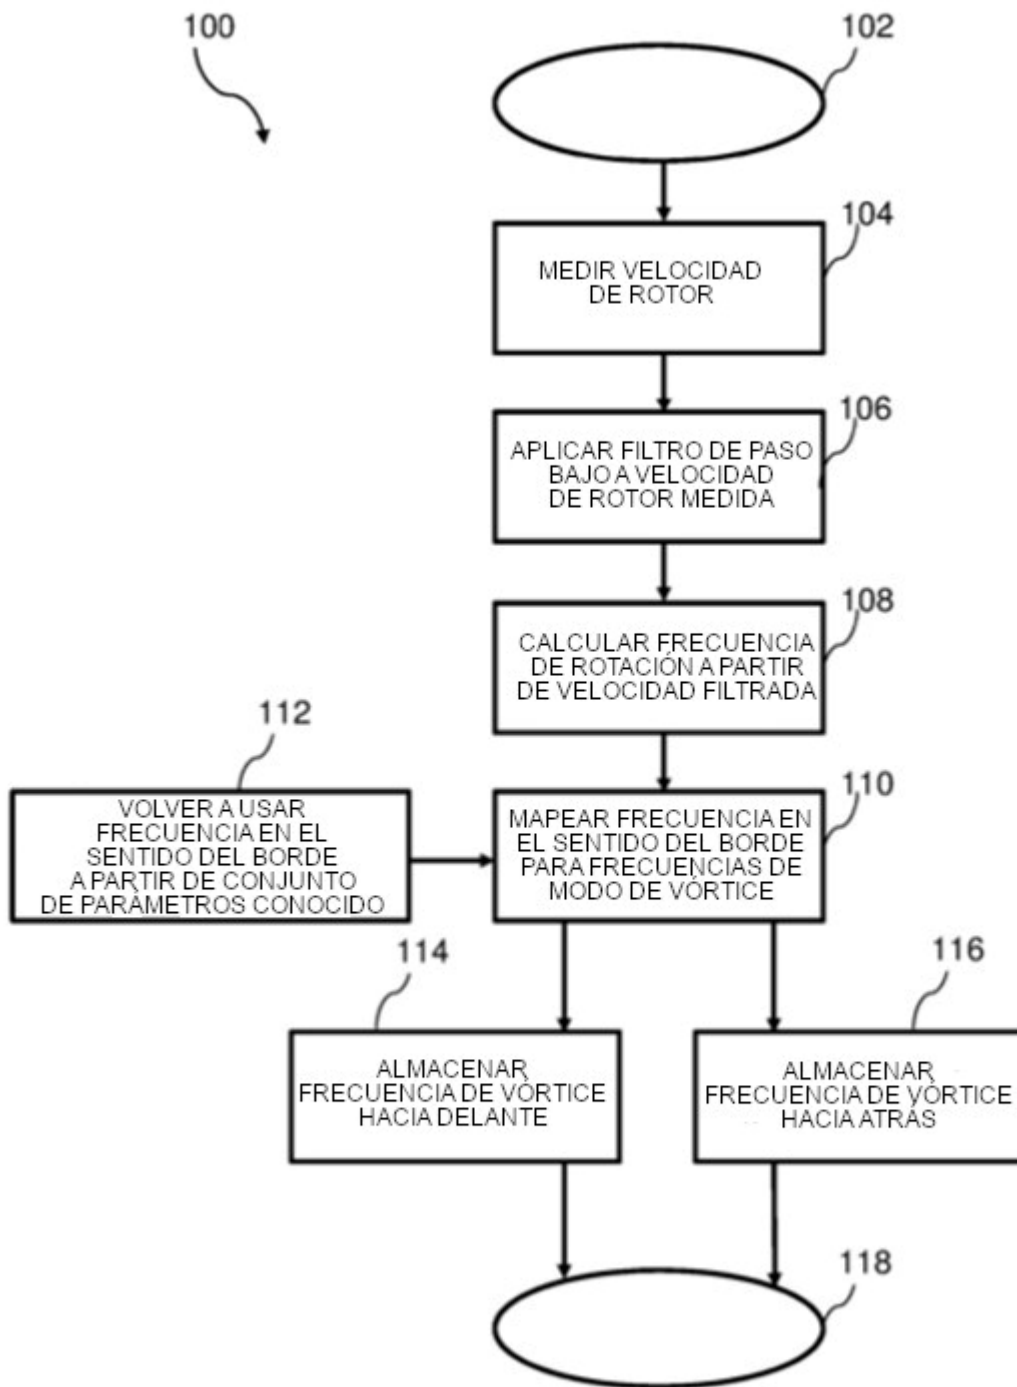 100
102
104
MEDIR VELOCIDAD
DE ROTOR
106
APLICAR FILTRO DE PASO
BAJO A VELOCIDAD
DE ROTOR MEDIDA
108
CALCULAR FRECUENCIA
DE ROTACIÓN A PARTIR
DE VELOCIDAD FILTRADA
112
VOLVER A USAR
FRECUENCIA EN EL
SENTIDO DEL BORDE
A PARTIR DE CONJUNTO
DE PARÁMETROS CONOCIDO
110
MAPEAR FRECUENCIA EN
EL SENTIDO DEL BORDE
PARA FRECUENCIAS DE
MODO DE VÓRTICE
114
ALMACENAR
FRECUENCIA DE VÓRTICE
HACIA DELANTE
116
ALMACENAR
FRECUENCIA DE VÓRTICE
HACIA ATRÁS
118